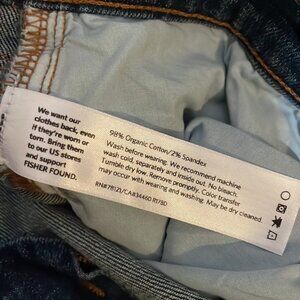 We want our
clothes back, even
if they're worn or
torn. Bring them
to our US stores
and support
FISHER FOUND.
98% Organic Cotton/2% Spandex
Wash before wearing. We recommend machine
wash cold, separately and inside out. No bleach.
Tumble dry low. Remove promptly. Color transfer
may occur with wearing and washing. May be dry cleaned.